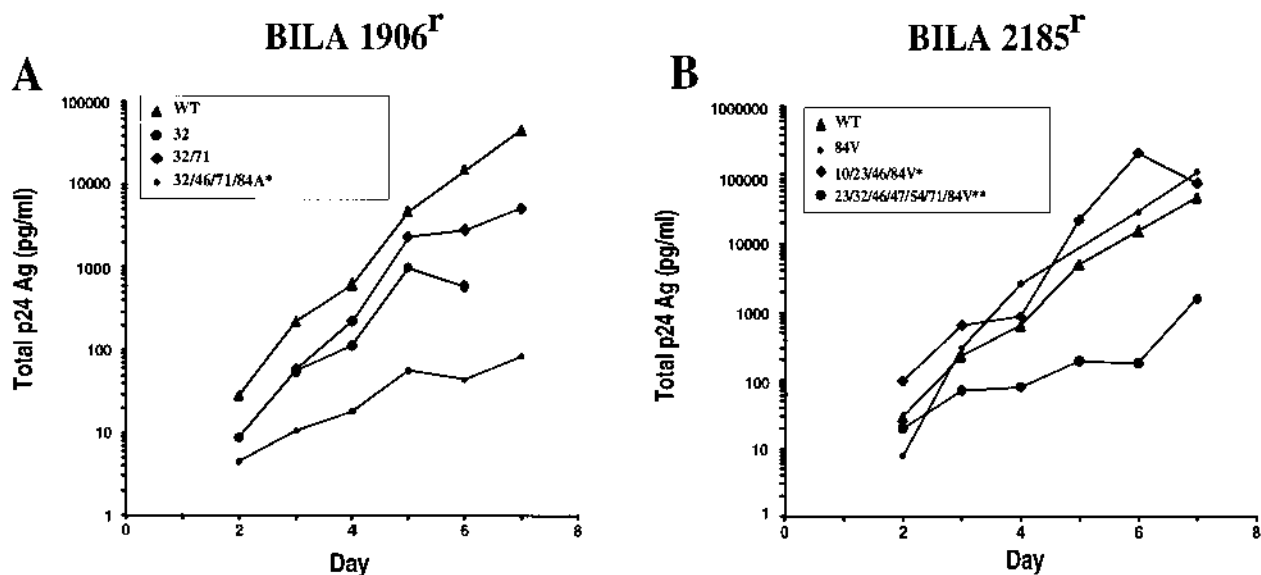 BILA 1906r
A
WT
32
32/71
32/46/71/84A*
100000
10000
1000
100
10
1
Total p24 Ag (pg/ml)
0
2
4
6
8
Day
BILA 2185r
B
WT
84V
10/23/46/84V*
23/32/46/47/54/71/84V**
1000000
100000
10000
1000
100
10
1
Total p24 Ag (pg/ml)
0
2
4
6
8
Day